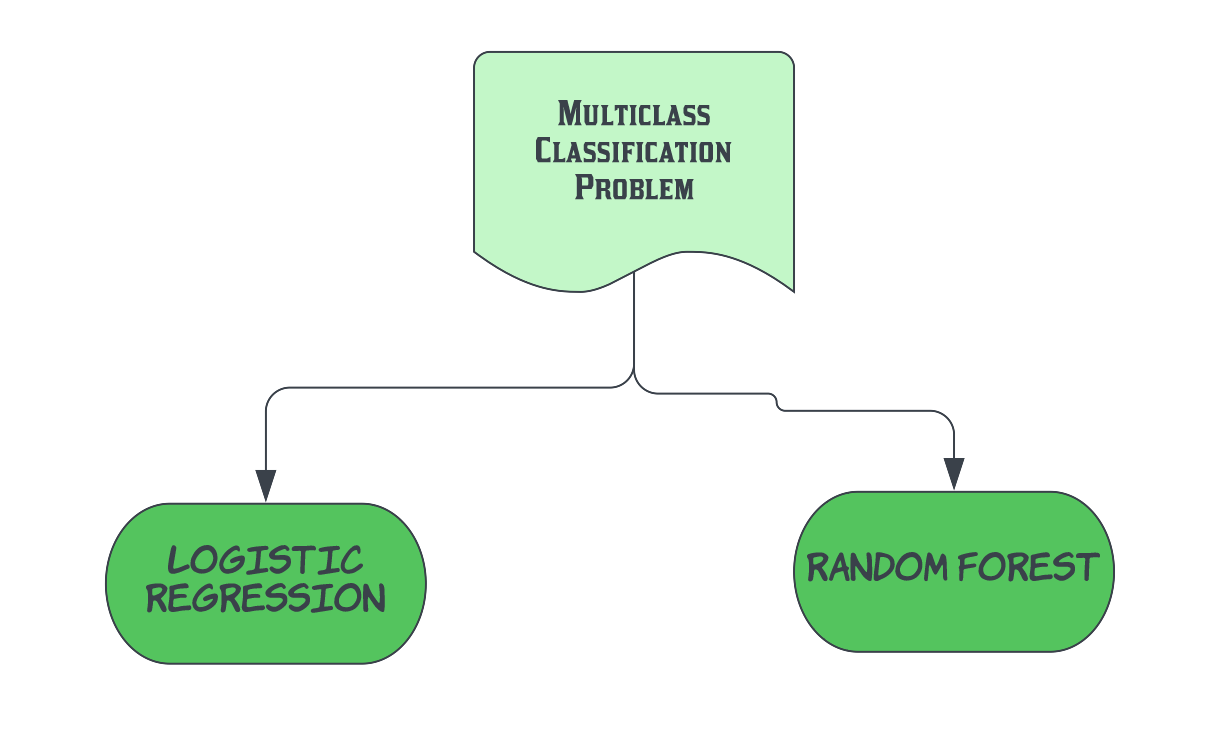 Multiclass
Classification
Problem
LOGISTIC
REGRESSION
RANDOM FOREST